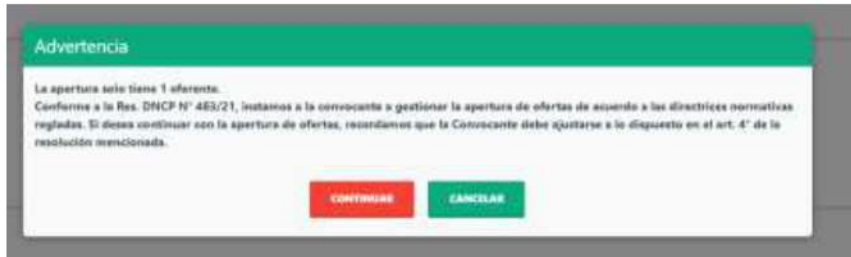 Advertencia
La apertura solo tiene 1 oferente.
Conforme a la Res. DNCP N° 483/21, instamos a la convocante a gestionar la apertura de ofertas de acuerdo a las directrices normativas
regladas. Si desea continuar con la apertura de ofertas, recordamos que la Convocante debe ajustarse a lo dispuesto en el art. 4° de la
resolución mencionada.
CONTINUAR
CANCELAR